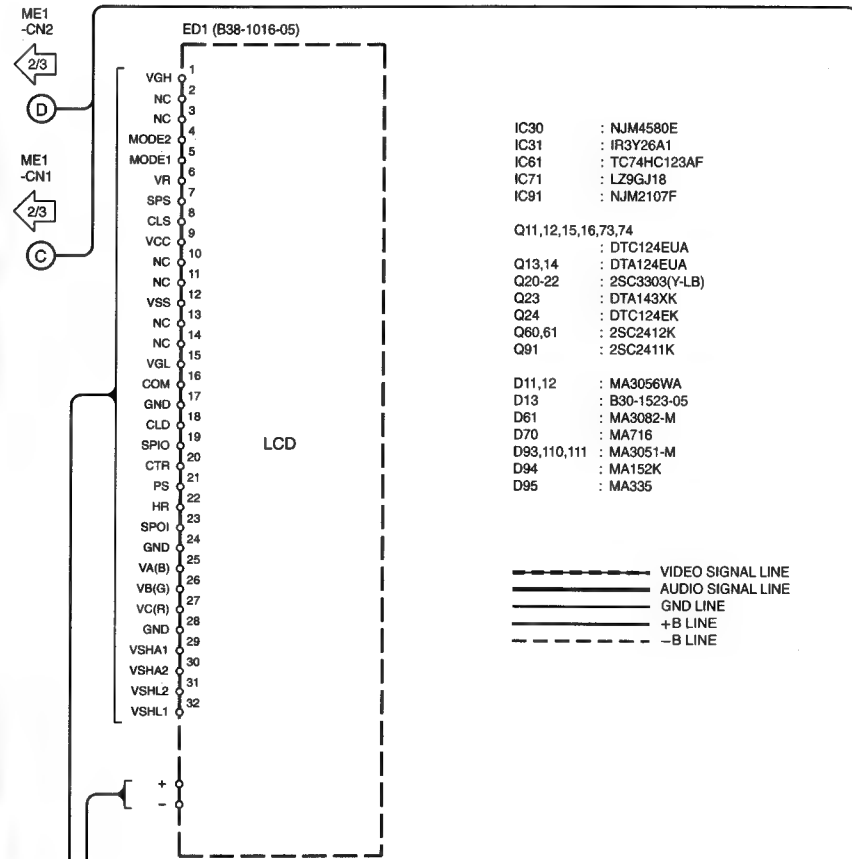 ME1
-CN2
2/3
D
ME1
-CN1
2/3
C
ED1 (B38-1016-05)
VGH 1
NC 2
NC 3
MODE2 4
MODE1 5
VR 6
SPS 7
CLS 8
VCC 9
NC 10
NC 11
VSS 12
NC 13
NC 14
VGL 15
COM 16
GND 17
CLD 18
SPIO 19
CTR 20
PS 21
HR 22
SPOI 23
GND 24
VA(B) 25
VB(G) 26
VC(R) 27
GND 28
VSHA1 29
VSHA2 30
VSHL2 31
VSHL1 32
+
−
LCD
IC30 : NJM4580E
IC31 : IR3Y26A1
IC61 : TC74HC123AF
IC71 : LZ9GJ18
IC91 : NJM2107F
Q11,12,15,16,73,74
: DTC124EUA
Q13,14 : DTA124EUA
Q20-22 : 2SC3303(Y-LB)
Q23 : DTA143XK
Q24 : DTC124EK
Q60,61 : 2SC2412K
Q91 : 2SC2411K
D11,12 : MA3056WA
D13 : B30-1523-05
D61 : MA3082-M
D70 : MA716
D93,110,111 : MA3051-M
D94 : MA152K
D95 : MA335
VIDEO SIGNAL LINE
AUDIO SIGNAL LINE
GND LINE
+B LINE
−B LINE